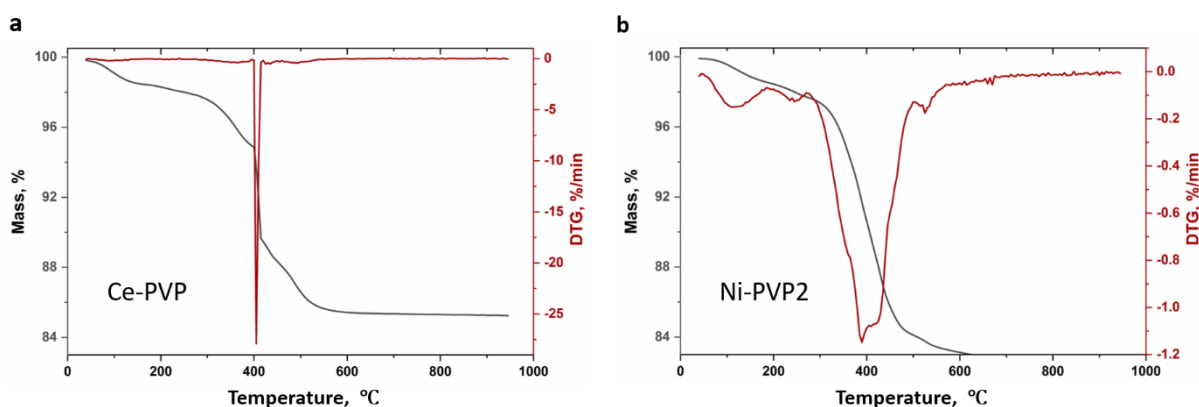 a
100
96
92
88
84
Mass, %
0
-5
-10
-15
-20
-25
DTG, %/min
Ce-PVP
0 200 400 600 800 1000
Temperature, °C
b
100
96
92
88
84
Mass, %
0.0
-0.2
-0.4
-0.6
-0.8
-1.0
-1.2
DTG. %/min
Ni-PVP2
0 200 400 600 800 1000
Temperature, °C